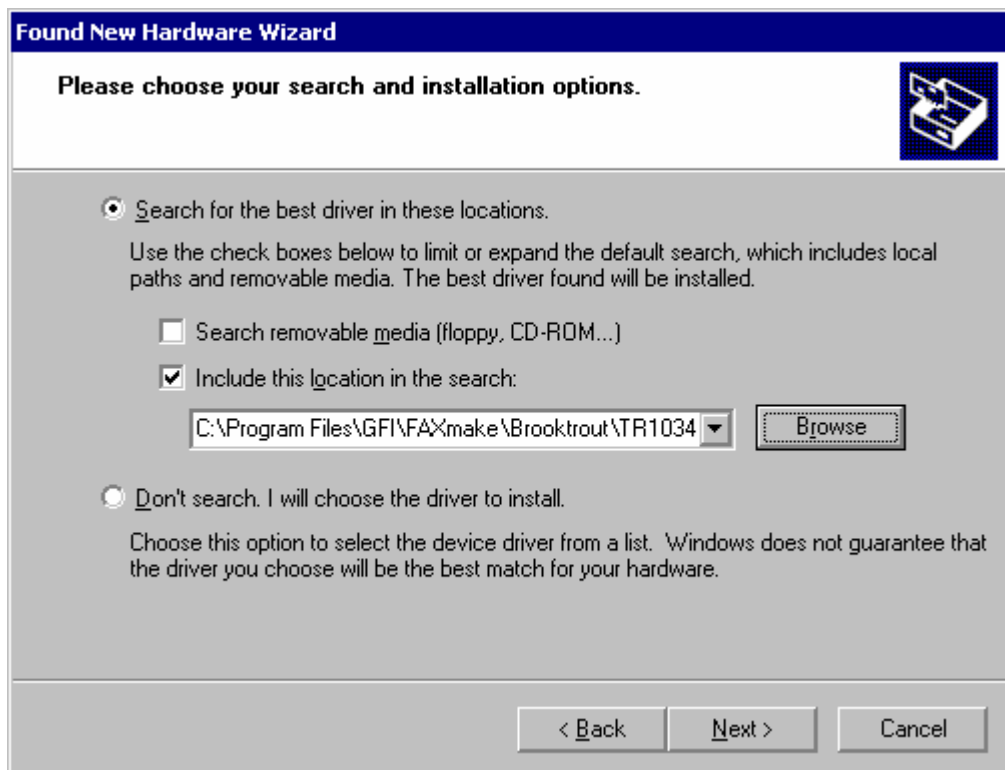 Found New Hardware Wizard
Please choose your search and installation options.
Search for the best driver in these locations.
Use the check boxes below to limit or expand the default search, which includes local
paths and removable media. The best driver found will be installed.
Search removable media (floppy, CD-ROM...)
Include this location in the search:
C:\Program Files\GFI\FAXmake\Brooktrout\TR1034
Browse
Don't search. I will choose the driver to install.
Choose this option to select the device driver from a list. Windows does not guarantee that
the driver you choose will be the best match for your hardware.
< Back
Next >
Cancel